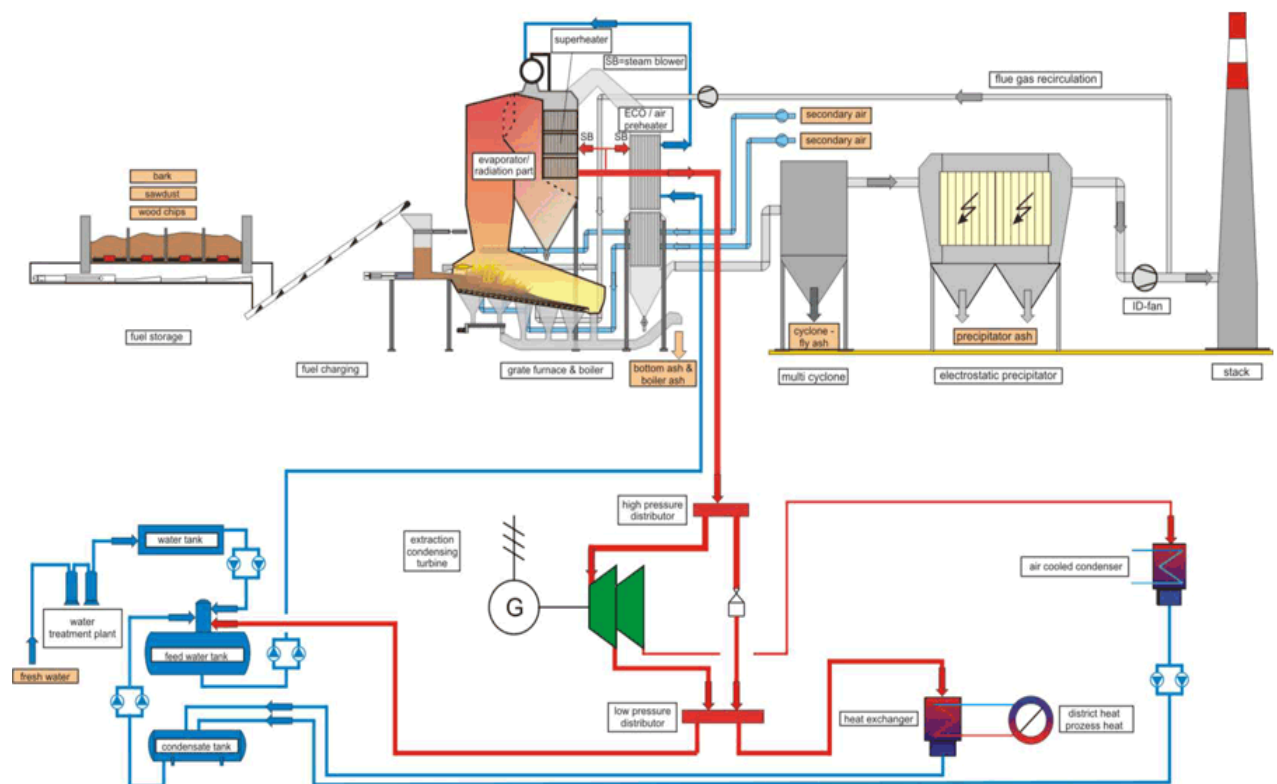 superheater
SB=steam blower
flue gas recirculation
ECO / air
preheater
secondary air
secondary air
SB
SB
evaporator/
radiation part
bark
sawdust
wood chips
fuel storage
fuel charging
grate furnace & boiler
bottom ash &
boiler ash
cyclone -
fly ash
multi cyclone
precipitator ash
electrostatic precipitator
ID-fan
stack
high pressure
distributor
extraction
condensing
turbine
G
air cooled condenser
water tank
water
treatment plant
feed water tank
fresh water
low pressure
distributor
heat exchanger
district heat
prozess heat
condensate tank